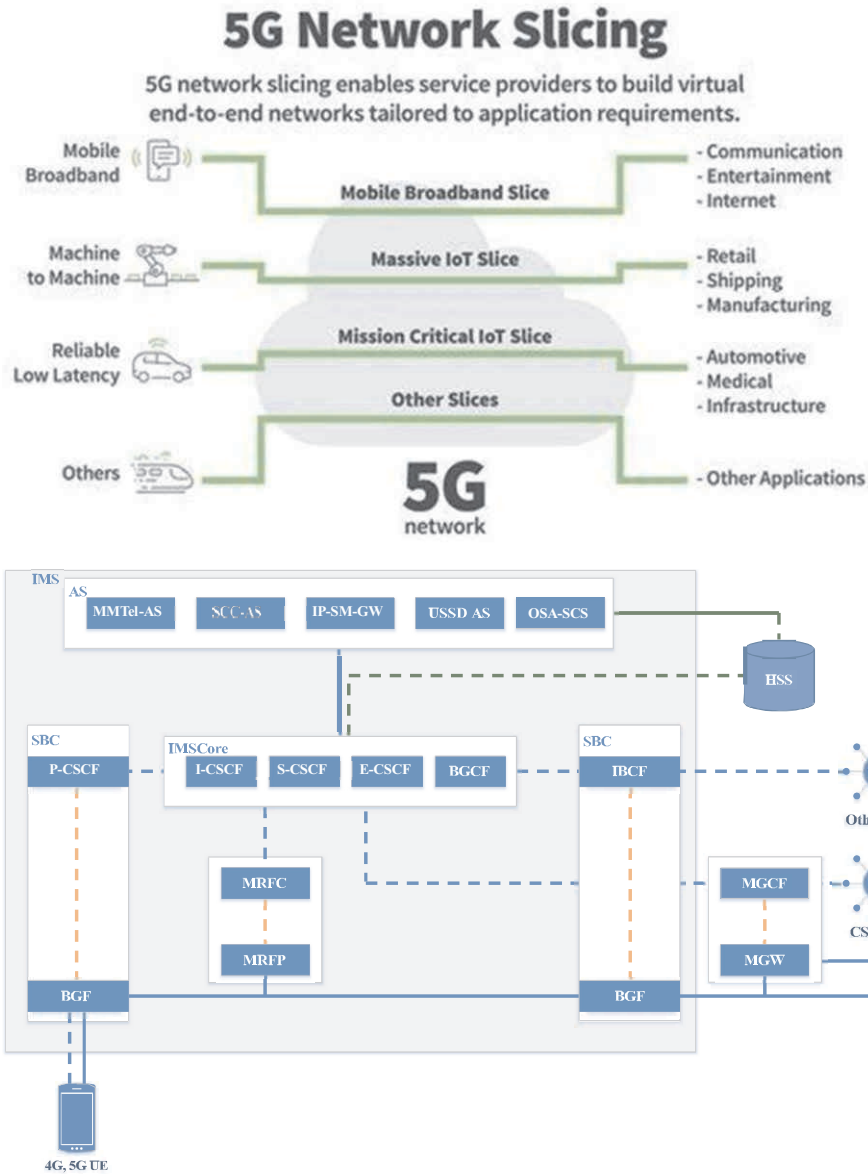 5G Network Slicing
5G network slicing enables service providers to build virtual
end-to-end networks tailored to application requirements.
Mobile
Broadband
Mobile Broadband Slice
- Communication
- Entertainment
- Internet
Machine
to Machine
Massive IoT Slice
- Retail
- Shipping
- Manufacturing
Reliable
Low Latency
Mission Critical IoT Slice
- Automotive
- Medical
- Infrastructure
Other Slices
Others
5G
network
- Other Applications
IMS
AS
MMTel-AS
SCC-AS
IP-SM-GW
USSD AS
OSA-SCS
HSS
SBC
IMSCore
SBC
P-CSCF
I-CSCF
S-CSCF
E-CSCF
BGCF
IBCF
Oth
MRFC
MGCF
CS
MRFP
MGW
BGF
BGF
4G, 5G UE